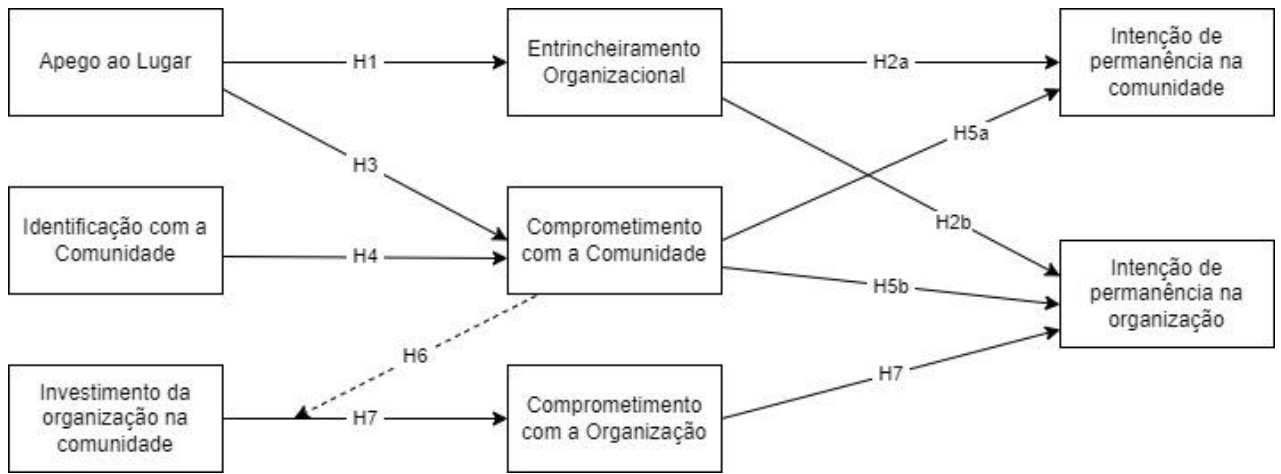 Apego ao Lugar
H1
Entrincheiramento
Organizacional
H2a
Intenção de
permanência na
comunidade
H3
H5a
Identificação com a
Comunidade
H4
Comprometimento
com a Comunidade
H2b
H5b
Intenção de
permanência na
organização
H6
Investimento da
organização na
comunidade
H7
Comprometimento
com a Organização
H7